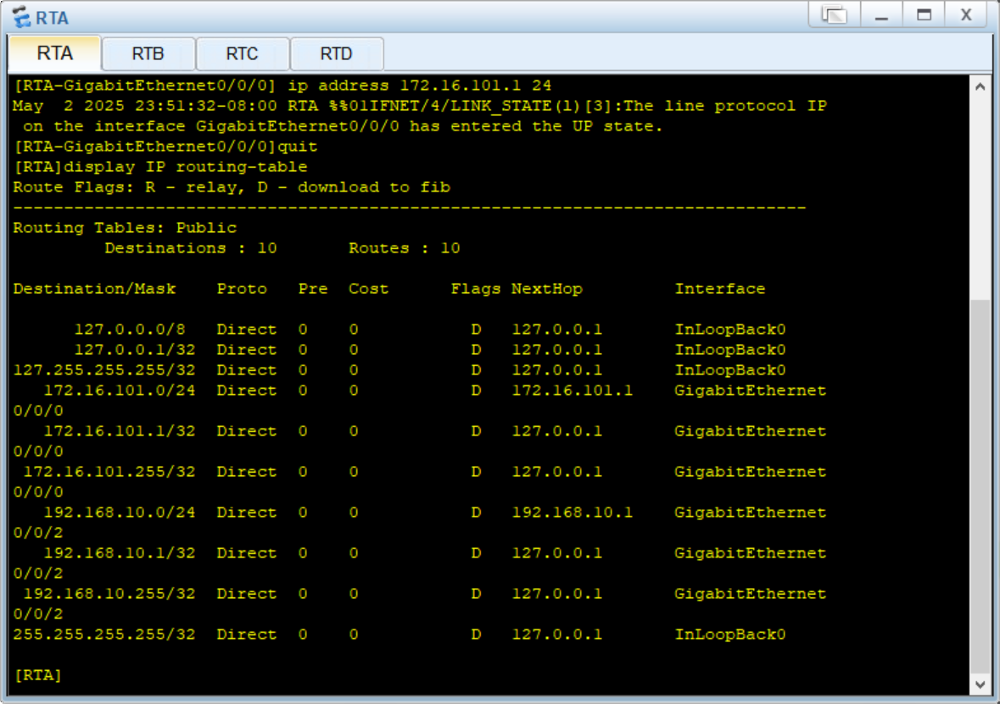 RTA
RTA RTB RTC RTD
[RTA-GigabitEthernet0/0/0] ip address 172.16.101.1 24
May  2 2025 23:51:32-08:00 RTA %%01IFNET/4/LINK_STATE(l)[3]:The line protocol IP
 on the interface GigabitEthernet0/0/0 has entered the UP state.
[RTA-GigabitEthernet0/0/0]quit
[RTA]display IP routing-table
Route Flags: R - relay, D - download to fib
------------------------------------------------------------------------------
Routing Tables: Public
         Destinations : 10       Routes : 10

Destination/Mask    Proto   Pre  Cost      Flags NextHop         Interface

      127.0.0.0/8   Direct  0    0           D   127.0.0.1       InLoopBack0
      127.0.0.1/32  Direct  0    0           D   127.0.0.1       InLoopBack0
127.255.255.255/32  Direct  0    0           D   127.0.0.1       InLoopBack0
   172.16.101.0/24  Direct  0    0           D   172.16.101.1    GigabitEthernet
0/0/0
   172.16.101.1/32  Direct  0    0           D   127.0.0.1       GigabitEthernet
0/0/0
 172.16.101.255/32  Direct  0    0           D   127.0.0.1       GigabitEthernet
0/0/0
   192.168.10.0/24  Direct  0    0           D   192.168.10.1    GigabitEthernet
0/0/2
   192.168.10.1/32  Direct  0    0           D   127.0.0.1       GigabitEthernet
0/0/2
 192.168.10.255/32  Direct  0    0           D   127.0.0.1       GigabitEthernet
0/0/2
255.255.255.255/32  Direct  0    0           D   127.0.0.1       InLoopBack0

[RTA]